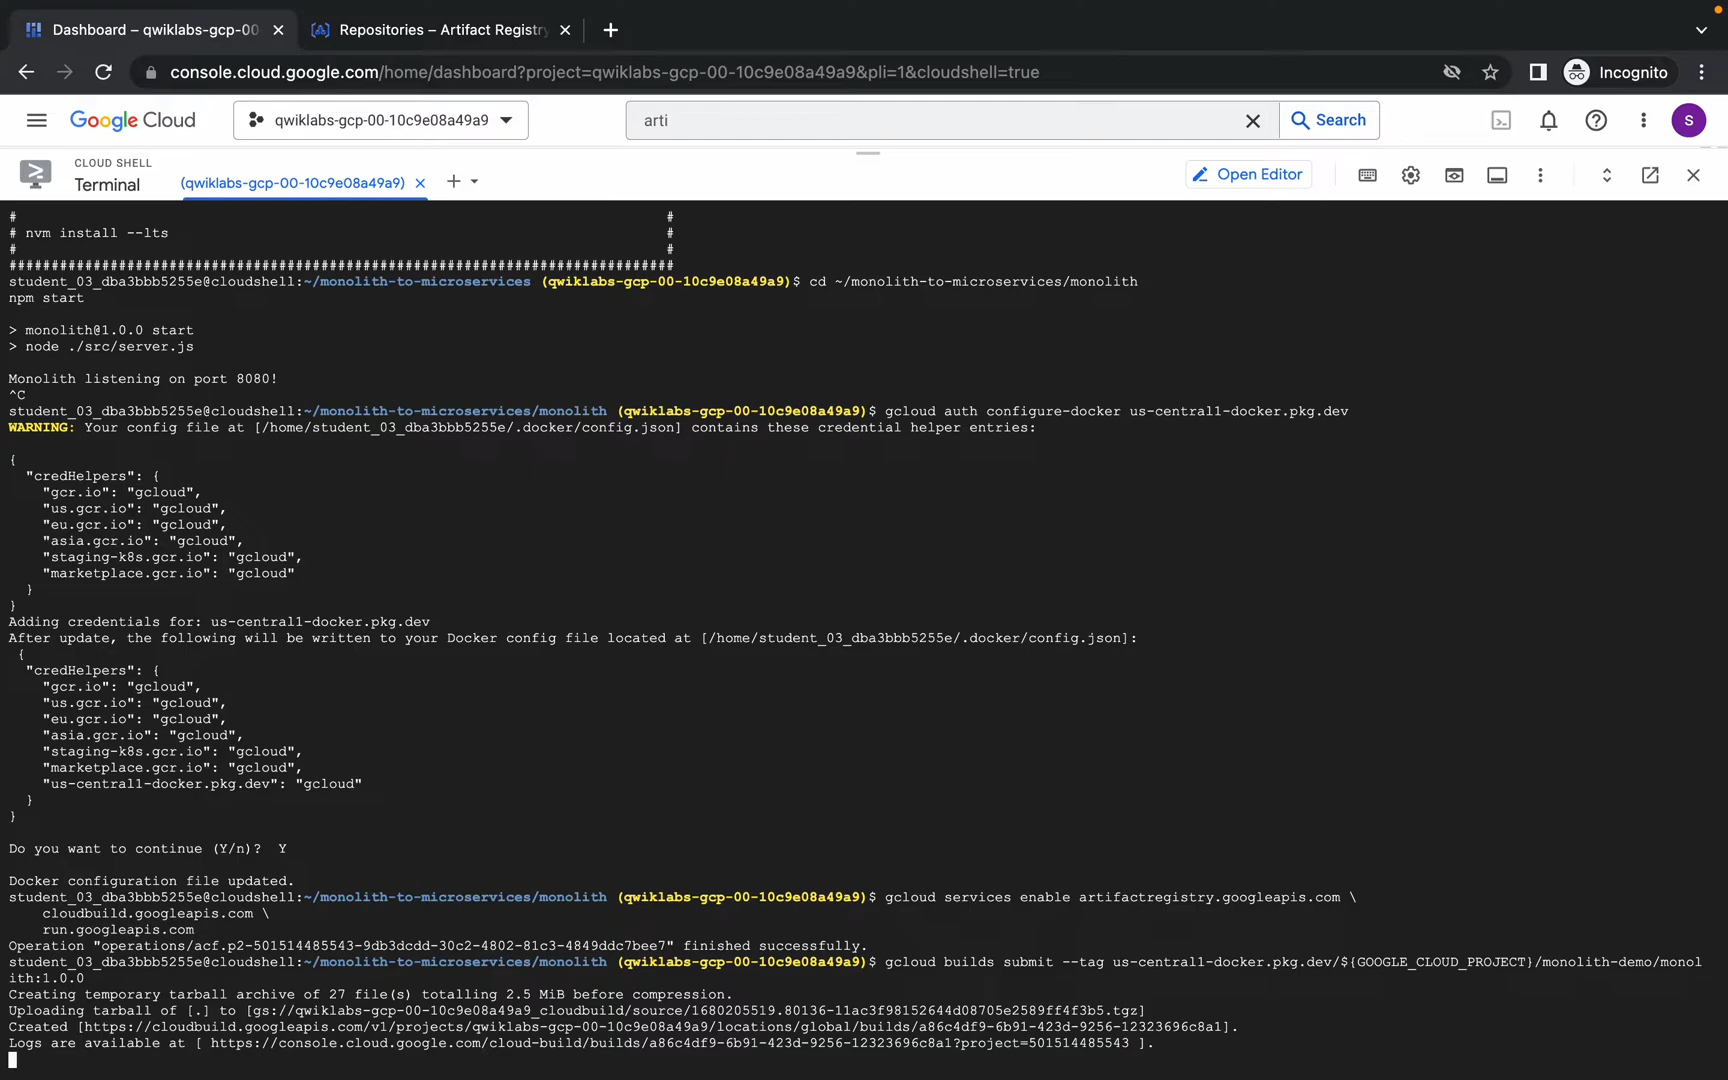 Dashboard – qwiklabs-gcp-00-
Repositories – Artifact Registry
console.cloud.google.com/home/dashboard?project=qwiklabs-gcp-00-10c9e08a49a9&pli=1&cloudshell=true
Incognito
Google Cloud
qwiklabs-gcp-00-10c9e08a49a9
arti
Search
S
CLOUD SHELL
Terminal
(qwiklabs-gcp-00-10c9e08a49a9)
Open Editor
# #
# nvm install --lts #
# #
###############################################################################
student_03_dba3bbb5255e@cloudshell:~/monolith-to-microservices (qwiklabs-gcp-00-10c9e08a49a9)$ cd ~/monolith-to-microservices/monolith
npm start
> monolith@1.0.0 start
> node ./src/server.js
Monolith listening on port 8080!
^C
student_03_dba3bbb5255e@cloudshell:~/monolith-to-microservices/monolith (qwiklabs-gcp-00-10c9e08a49a9)$ gcloud auth configure-docker us-central1-docker.pkg.dev
WARNING: Your config file at [/home/student_03_dba3bbb5255e/.docker/config.json] contains these credential helper entries:
{
"credHelpers": {
"gcr.io": "gcloud",
"us.gcr.io": "gcloud",
"eu.gcr.io": "gcloud",
"asia.gcr.io": "gcloud",
"staging-k8s.gcr.io": "gcloud",
"marketplace.gcr.io": "gcloud"
}
}
Adding credentials for: us-central1-docker.pkg.dev
After update, the following will be written to your Docker config file located at [/home/student_03_dba3bbb5255e/.docker/config.json]:
{
"credHelpers": {
"gcr.io": "gcloud",
"us.gcr.io": "gcloud",
"eu.gcr.io": "gcloud",
"asia.gcr.io": "gcloud",
"staging-k8s.gcr.io": "gcloud",
"marketplace.gcr.io": "gcloud",
"us-central1-docker.pkg.dev": "gcloud"
}
}
Do you want to continue (Y/n)? Y
Docker configuration file updated.
student_03_dba3bbb5255e@cloudshell:~/monolith-to-microservices/monolith (qwiklabs-gcp-00-10c9e08a49a9)$ gcloud services enable artifactregistry.googleapis.com \
cloudbuild.googleapis.com \
run.googleapis.com
Operation "operations/acf.p2-501514485543-9db3dcdd-30c2-4802-81c3-4849ddc7bee7" finished successfully.
student_03_dba3bbb5255e@cloudshell:~/monolith-to-microservices/monolith (qwiklabs-gcp-00-10c9e08a49a9)$ gcloud builds submit --tag us-central1-docker.pkg.dev/${GOOGLE_CLOUD_PROJECT}/monolith-demo/monol
ith:1.0.0
Creating temporary tarball archive of 27 file(s) totalling 2.5 MiB before compression.
Uploading tarball of [.] to [gs://qwiklabs-gcp-00-10c9e08a49a9_cloudbuild/source/1680205519.80136-11ac3f98152644d08705e2589ff4f3b5.tgz]
Created [https://cloudbuild.googleapis.com/v1/projects/qwiklabs-gcp-00-10c9e08a49a9/locations/global/builds/a86c4df9-6b91-423d-9256-12323696c8a1].
Logs are available at [ https://console.cloud.google.com/cloud-build/builds/a86c4df9-6b91-423d-9256-12323696c8a1?project=501514485543 ].